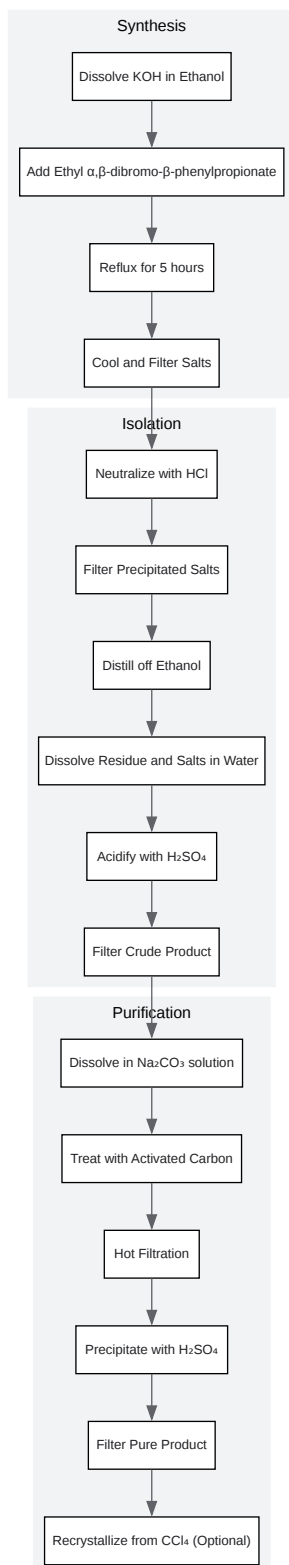 Synthesis
Dissolve KOH in Ethanol
Add Ethyl α,β-dibromo-β-phenylpropionate
Reflux for 5 hours
Cool and Filter Salts
Isolation
Neutralize with HCl
Filter Precipitated Salts
Distill off Ethanol
Dissolve Residue and Salts in Water
Acidify with H₂SO₄
Filter Crude Product
Purification
Dissolve in Na₂CO₃ solution
Treat with Activated Carbon
Hot Filtration
Precipitate with H₂SO₄
Filter Pure Product
Recrystallize from CCl₄ (Optional)